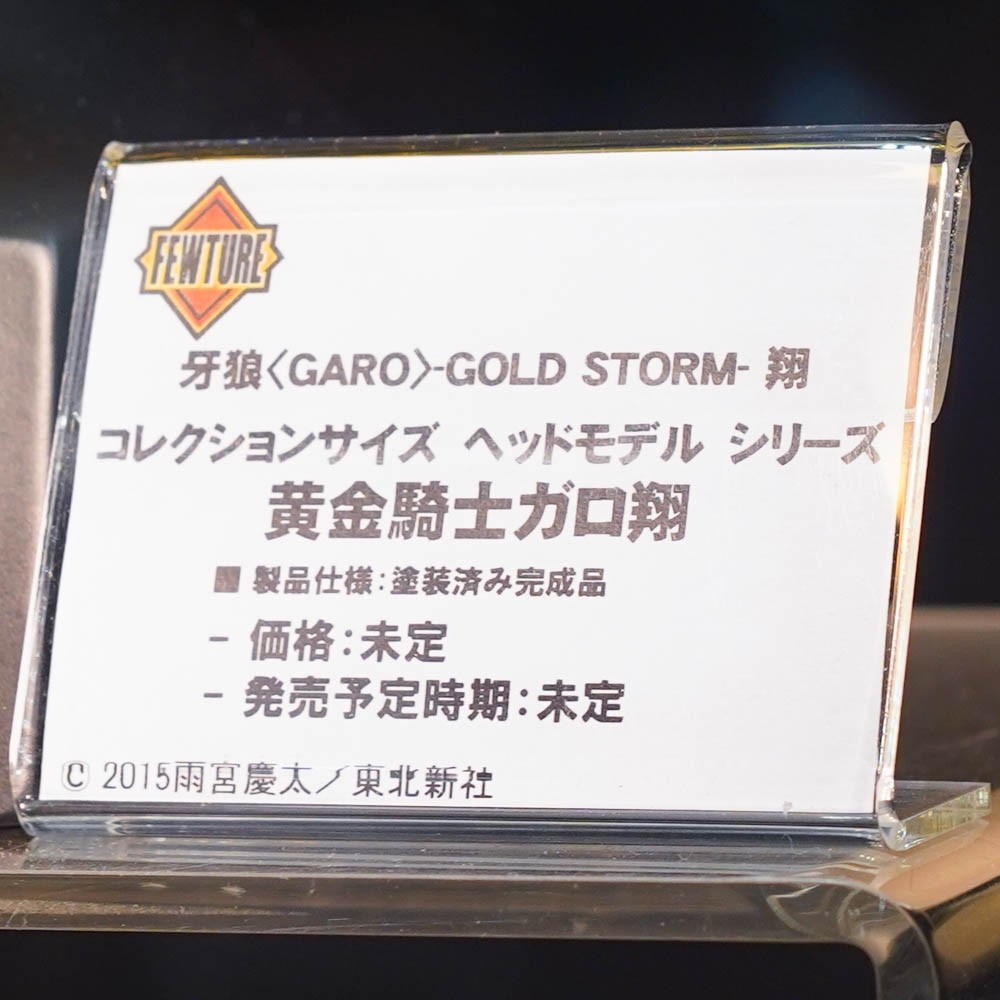 FEWTURE
牙狼〈GARO〉-GOLD STORM- 翔
コレクションサイズ ヘッドモデル シリーズ
黄金騎士ガロ翔
■ 製品仕様：塗装済み完成品
- 価格：未定
- 発売予定時期：未定
© 2015雨宮慶太／東北新社